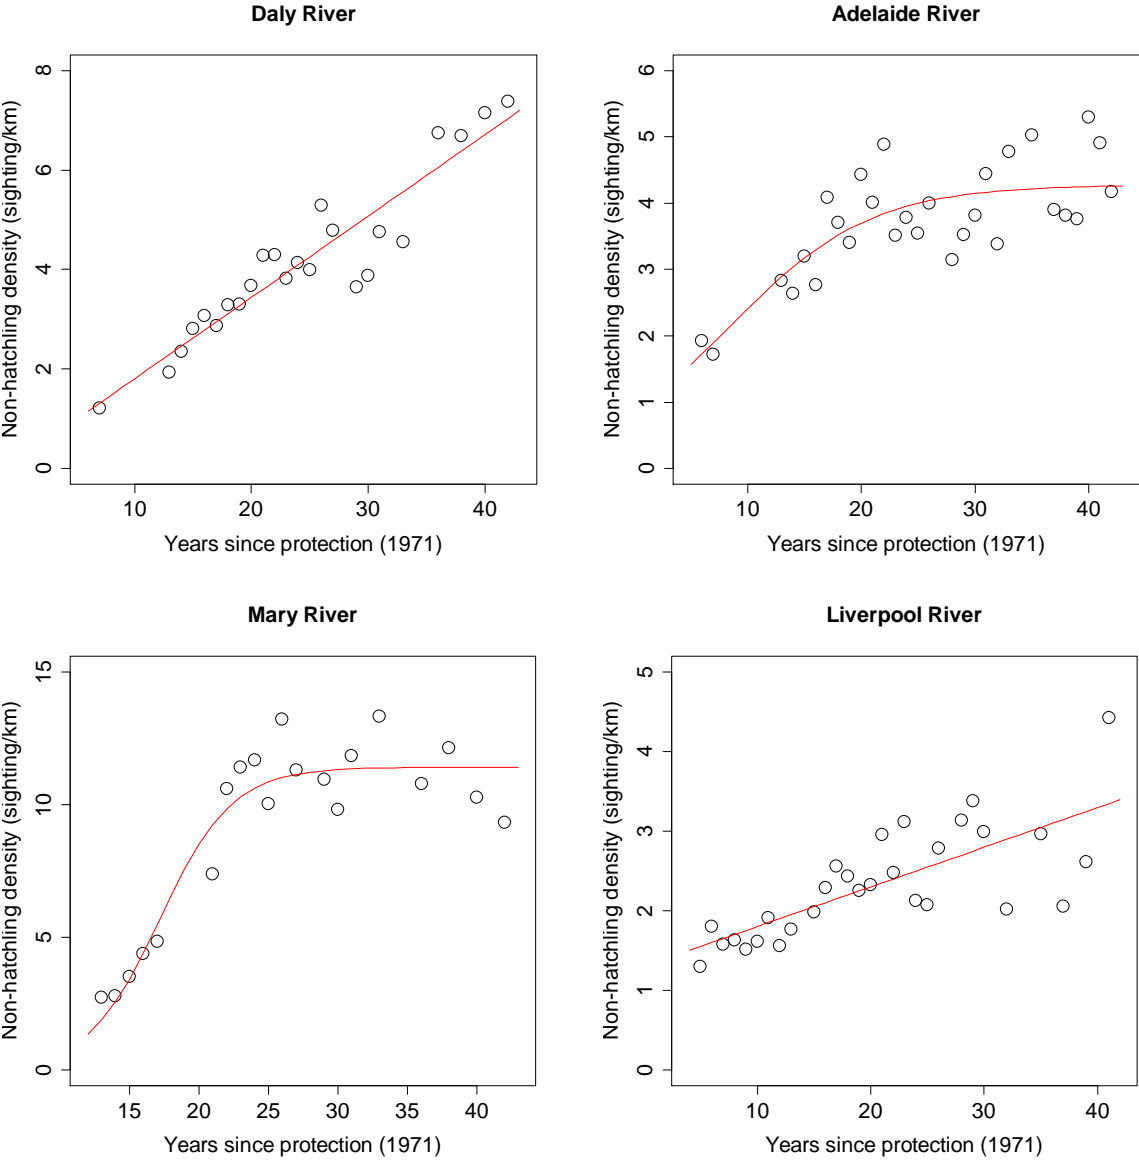 Daly River
Non-hatchling density (sighting/km)
8
6
4
2
0
10 20 30 40
Years since protection (1971)
Adelaide River
Non-hatchling density (sighting/km)
6
5
4
3
2
1
0
10 20 30 40
Years since protection (1971)
Mary River
Non-hatchling density (sighting/km)
15
10
5
0
15 20 25 30 35 40
Years since protection (1971)
Liverpool River
Non-hatchling density (sighting/km)
5
4
3
2
1
0
10 20 30 40
Years since protection (1971)